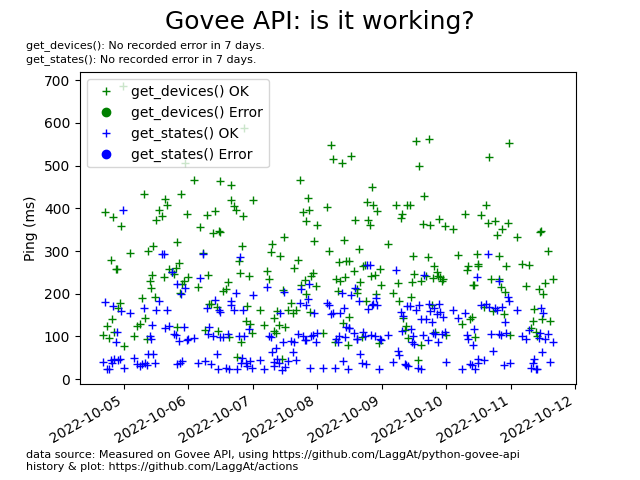 Govee API: is it working?
get_devices(): No recorded error in 7 days.
get_states(): No recorded error in 7 days.
700
600
500
400
300
200
100
0
Ping (ms)
get_devices() OK
get_devices() Error
get_states() OK
get_states() Error
2022-10-05
2022-10-06
2022-10-07
2022-10-08
2022-10-09
2022-10-10
2022-10-11
2022-10-12
data source: Measured on Govee API, using https://github.com/LaggAt/python-govee-api
history & plot: https://github.com/LaggAt/actions